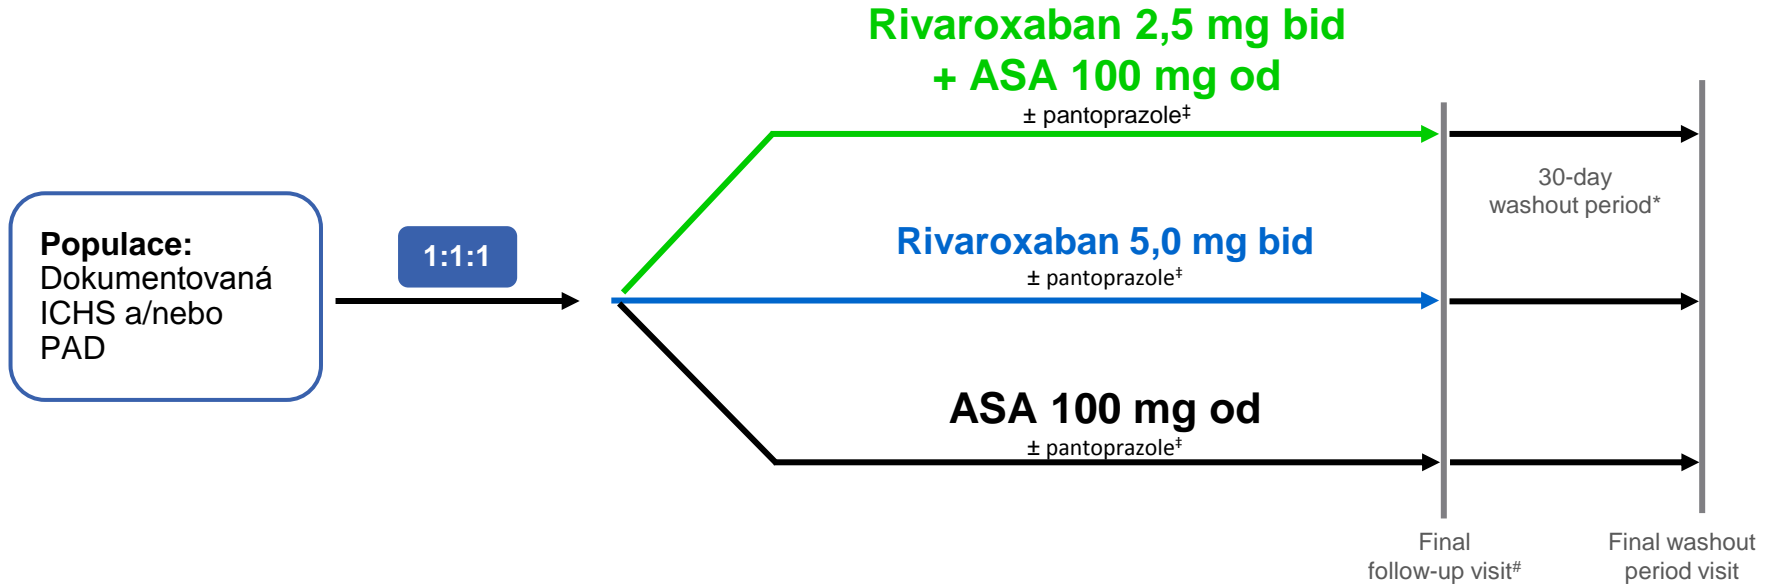 Rivaroxaban 2,5 mg bid
+ ASA 100 mg od
± pantoprazole‡
30-day
washout period*
Populace:
Dokumentovaná
ICHS a/nebo
PAD
1:1:1
Rivaroxaban 5,0 mg bid
± pantoprazole‡
ASA 100 mg od
± pantoprazole‡
Final
follow-up visit#
Final washout
period visit